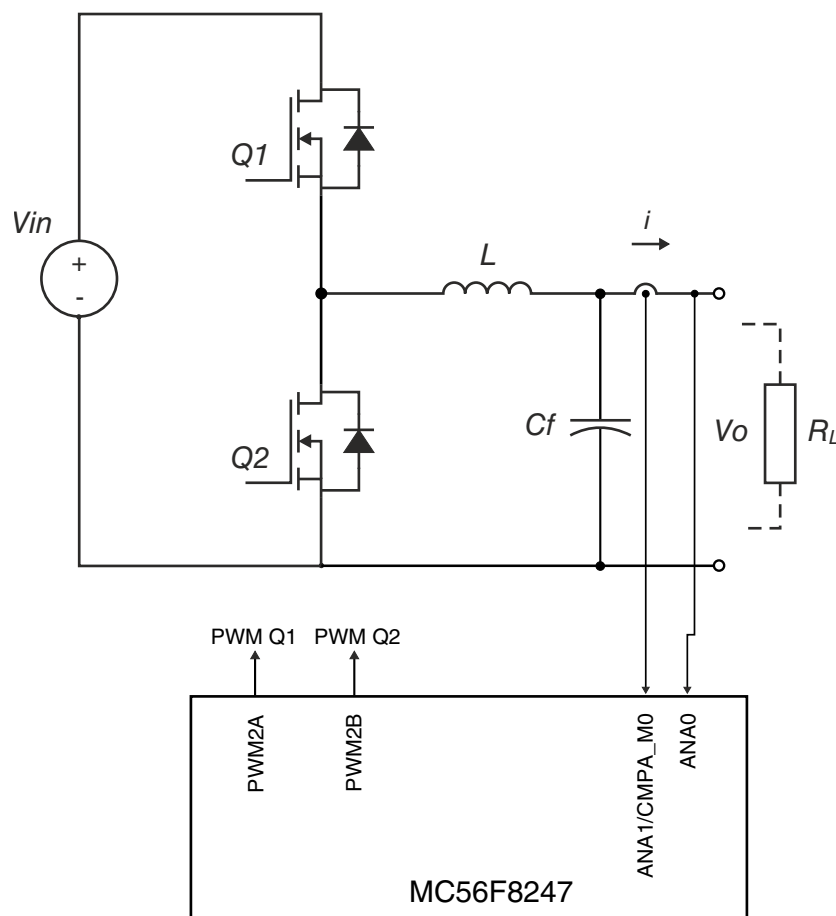 Q1
Vin
+
-
i
L
Q2
Cf
Vo
RL
PWM Q1 PWM Q2
PWM2A
PWM2B
ANA1/CMPA_M0
ANA0
MC56F8247